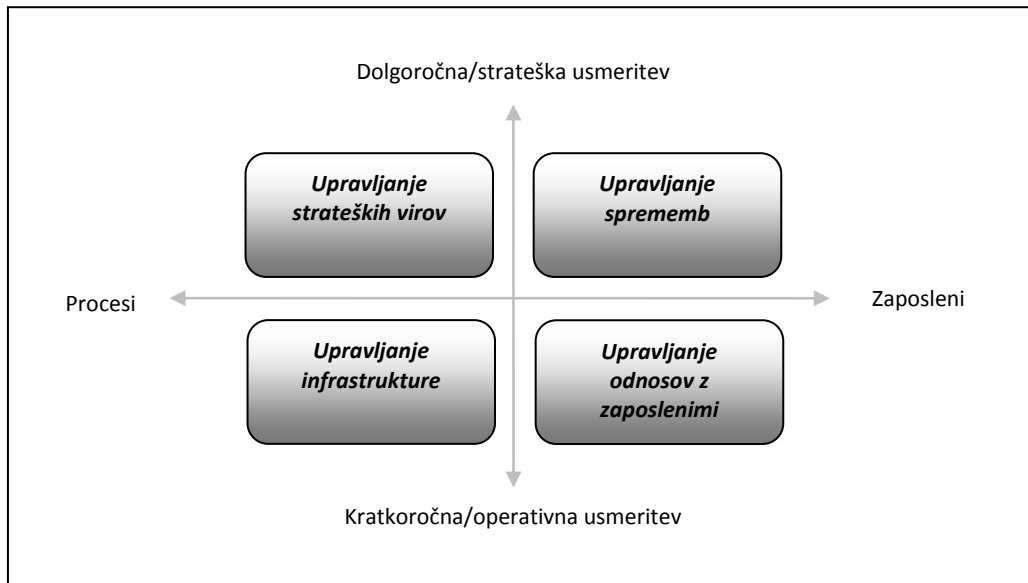 Dolgoročna/strateška usmeritev
Upravljanje
strateških virov
Upravljanje
sprememb
Procesi
Zaposleni
Upravljanje
infrastrukture
Upravljanje
odnosov z
zaposlenimi
Kratkoročna/operativna usmeritev